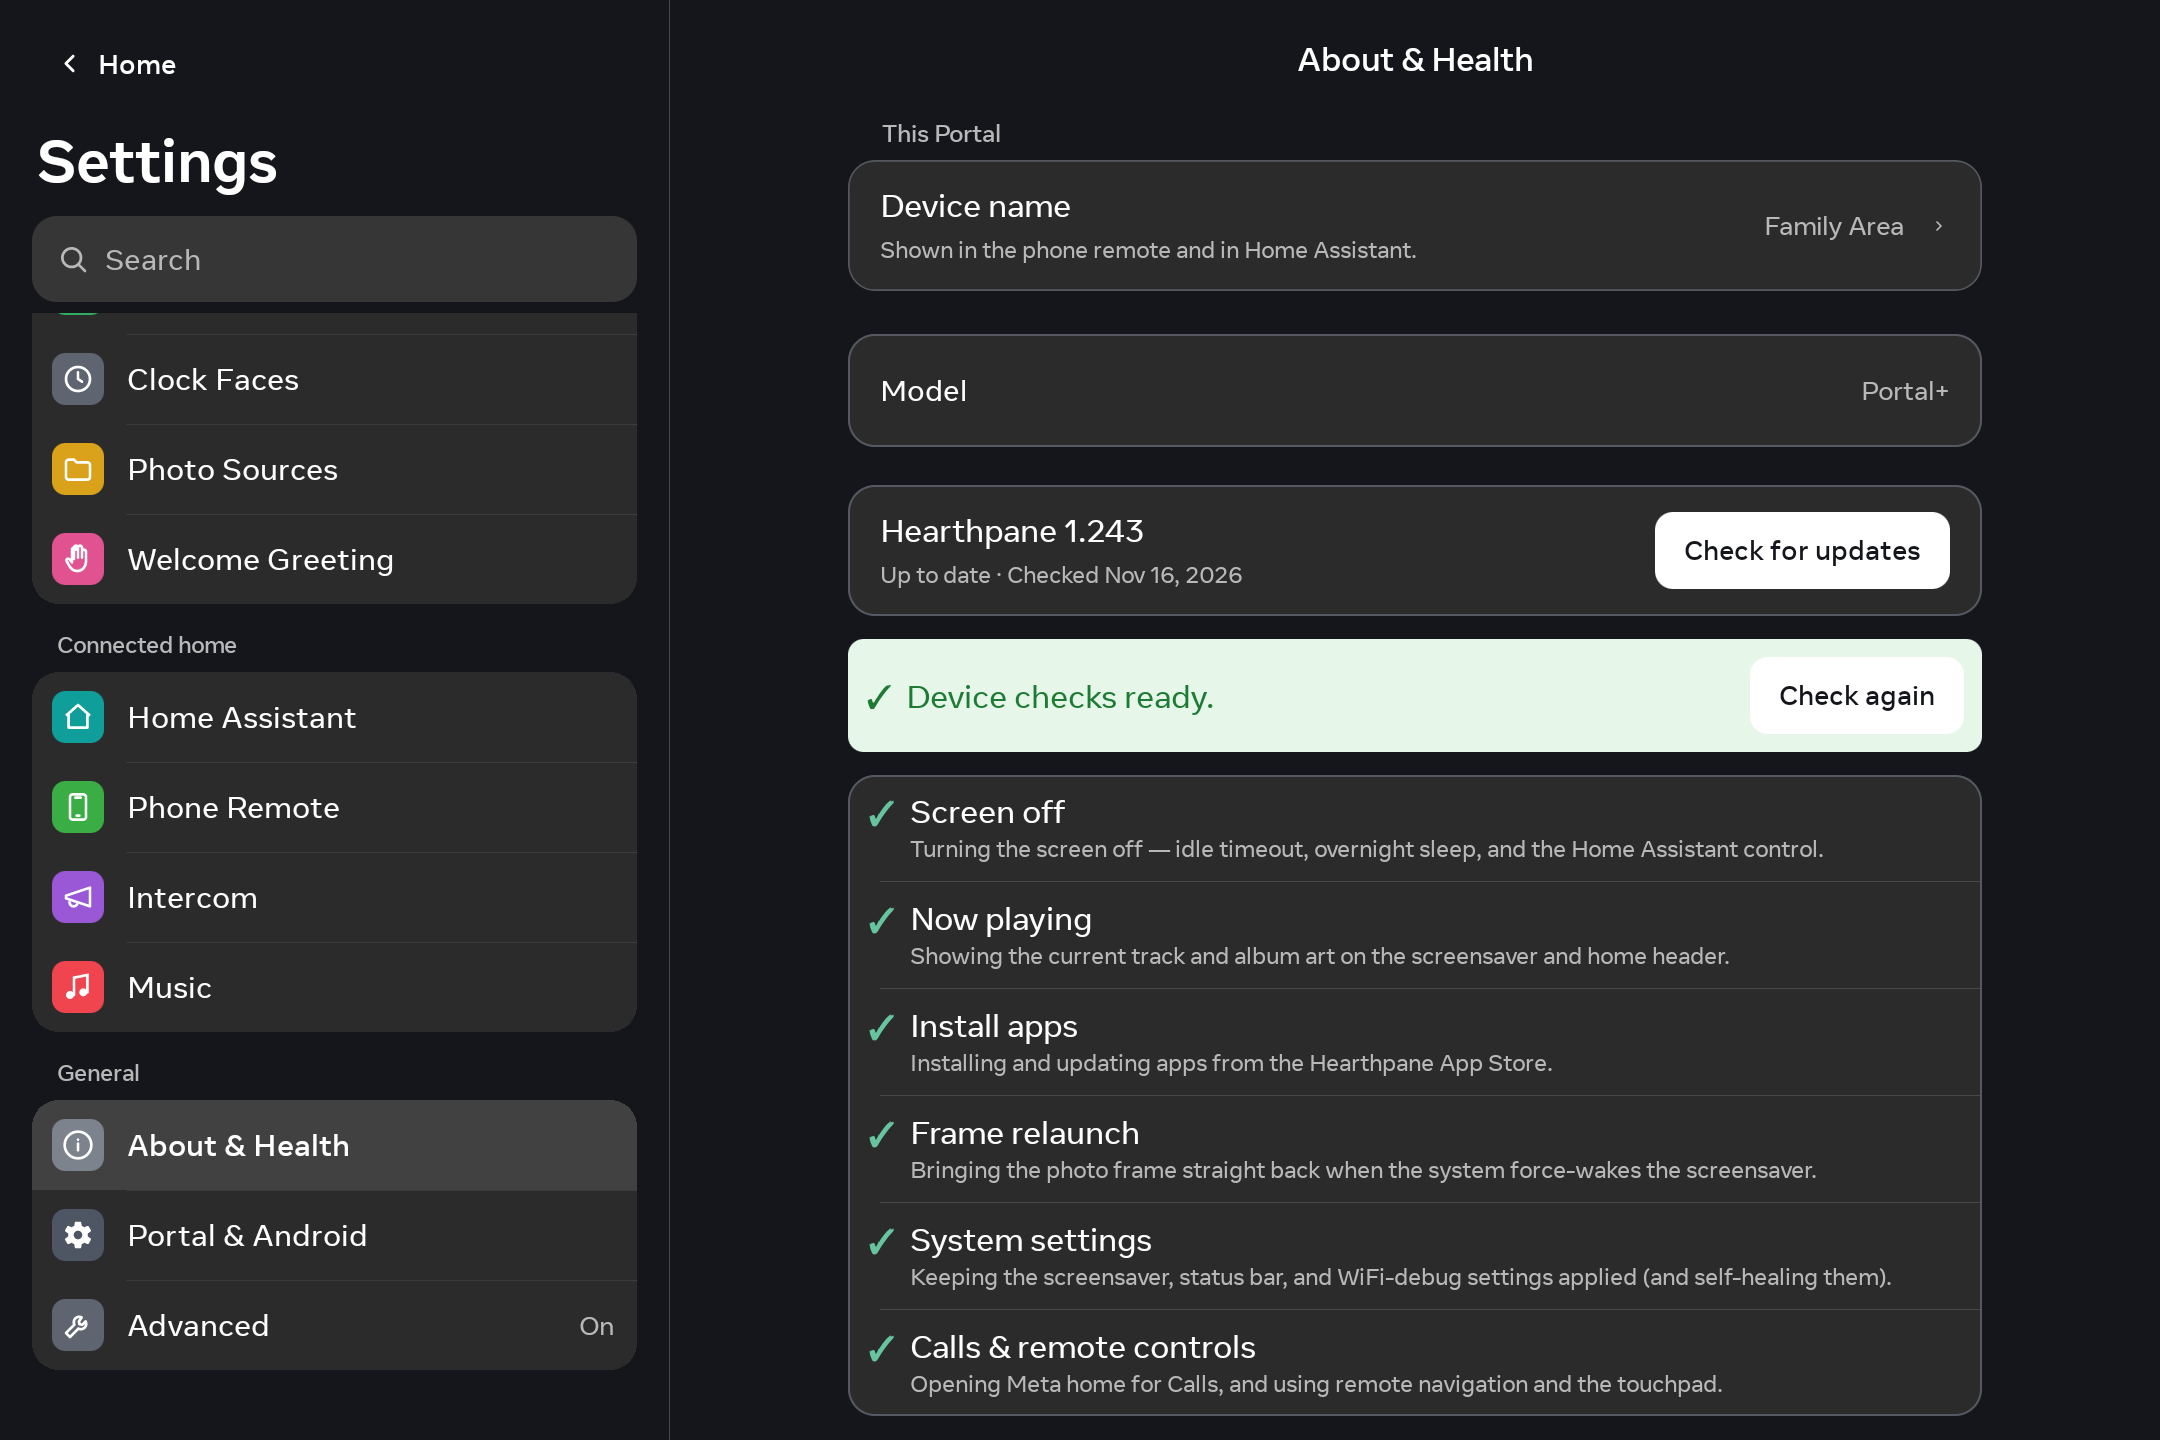 Home
Settings
Search
Clock Faces
Photo Sources
Welcome Greeting
Connected home
Home Assistant
Phone Remote
Intercom
Music
General
About & Health
Portal & Android
Advanced On
About & Health
This Portal
Device name
Shown in the phone remote and in Home Assistant.
Family Area
Model
Portal+
Hearthpane 1.243
Up to date · Checked Nov 16, 2026
Check for updates
✓ Device checks ready.
Check again
✓ Screen off
Turning the screen off — idle timeout, overnight sleep, and the Home Assistant control.
✓ Now playing
Showing the current track and album art on the screensaver and home header.
✓ Install apps
Installing and updating apps from the Hearthpane App Store.
✓ Frame relaunch
Bringing the photo frame straight back when the system force-wakes the screensaver.
✓ System settings
Keeping the screensaver, status bar, and WiFi-debug settings applied (and self-healing them).
✓ Calls & remote controls
Opening Meta home for Calls, and using remote navigation and the touchpad.